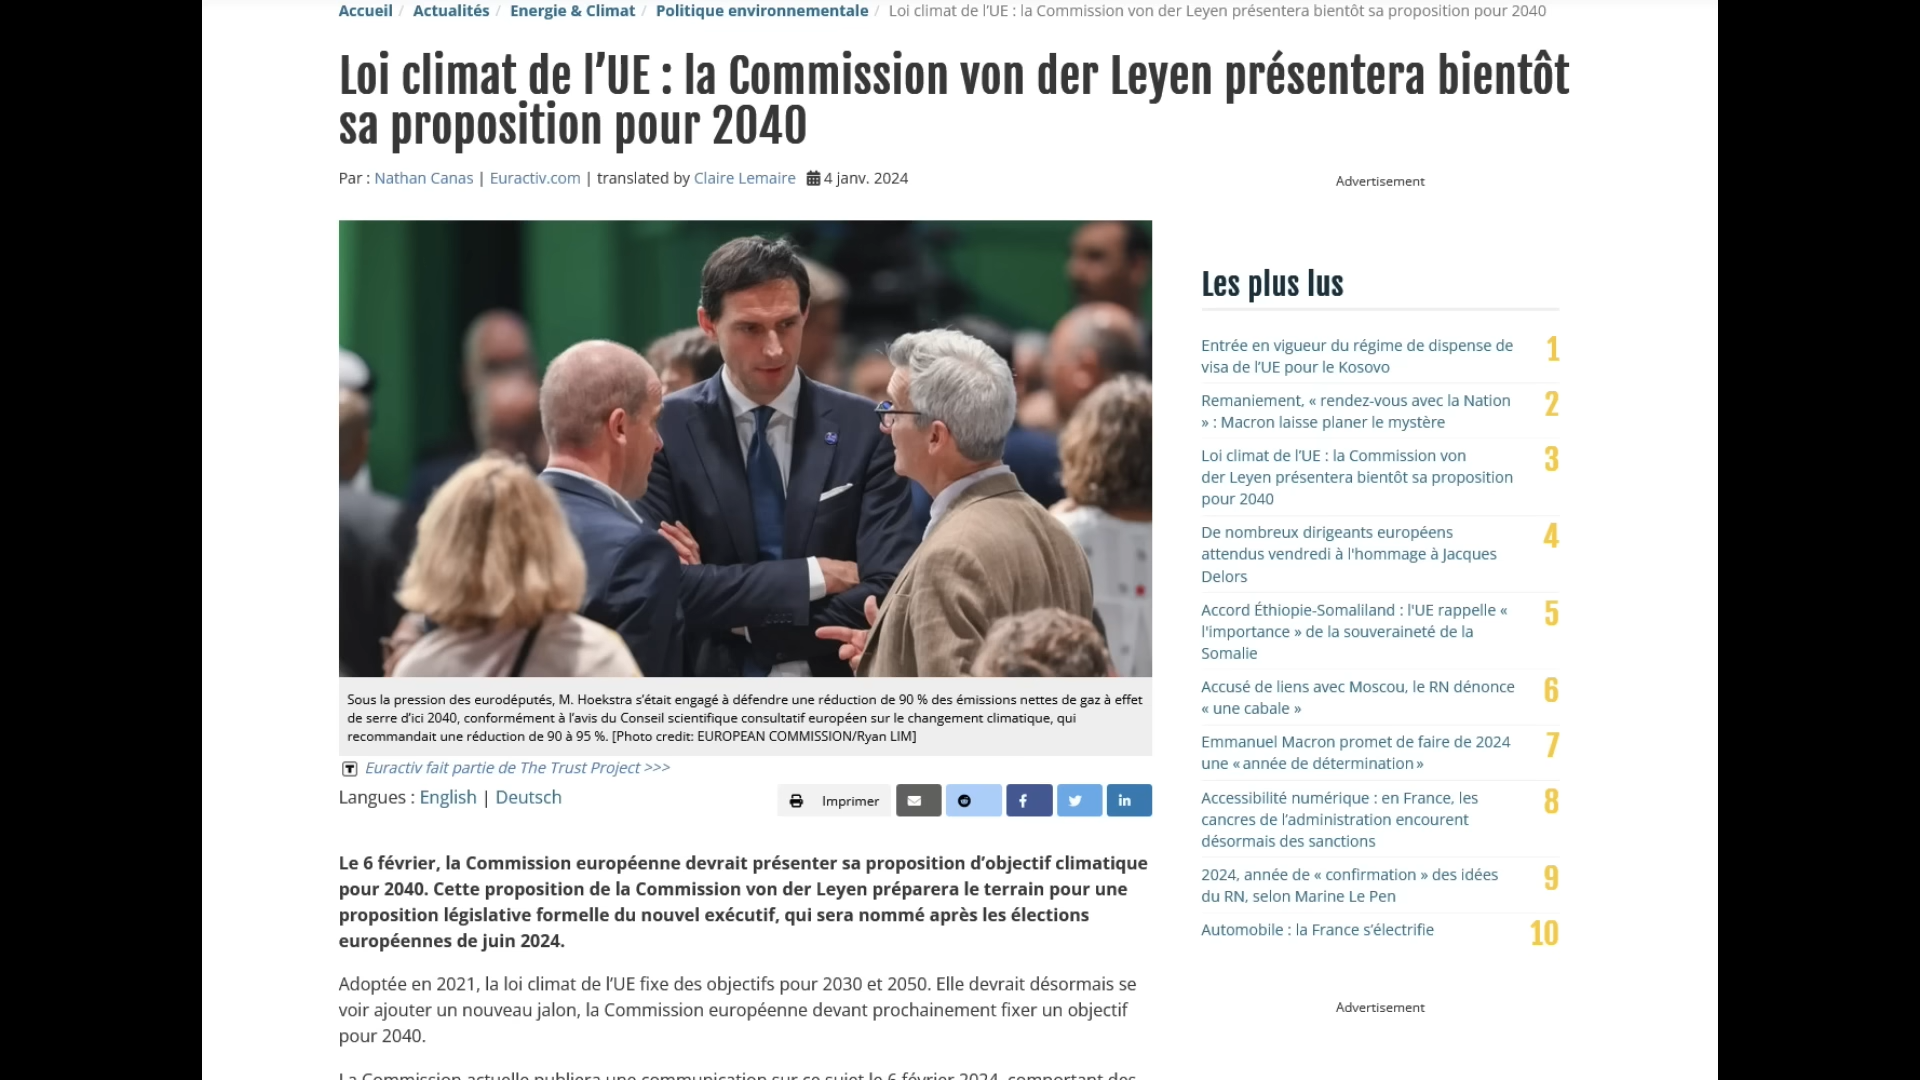 Accueil / Actualités / Energie & Climat / Politique environnementale / Loi climat de l’UE : la Commission von der Leyen présentera bientôt sa proposition pour 2040
Loi climat de l’UE : la Commission von der Leyen présentera bientôt
sa proposition pour 2040
Par : Nathan Canas | Euractiv.com | translated by Claire Lemaire 4 janv. 2024
Sous la pression des eurodéputés, M. Hoekstra s’était engagé à défendre une réduction de 90 % des émissions nettes de gaz à effet
de serre d’ici 2040, conformément à l’avis du Conseil scientifique consultatif européen sur le changement climatique, qui
recommandait une réduction de 90 à 95 %. [Photo credit: EUROPEAN COMMISSION/Ryan LIM]
Euractiv fait partie de The Trust Project >>>
Langues : English | Deutsch
Imprimer
Le 6 février, la Commission européenne devrait présenter sa proposition d’objectif climatique
pour 2040. Cette proposition de la Commission von der Leyen préparera le terrain pour une
proposition législative formelle du nouvel exécutif, qui sera nommé après les élections
européennes de juin 2024.
Adoptée en 2021, la loi climat de l’UE fixe des objectifs pour 2030 et 2050. Elle devrait désormais se
voir ajouter un nouveau jalon, la Commission européenne devant prochainement fixer un objectif
pour 2040.
La Commission actuelle publiera une communication sur ce sujet le 6 février 2024, comportant des
Advertisement
Les plus lus
Entrée en vigueur du régime de dispense de
visa de l’UE pour le Kosovo
1
Remaniement, « rendez-vous avec la Nation
» : Macron laisse planer le mystère
2
Loi climat de l’UE : la Commission von
der Leyen présentera bientôt sa proposition
pour 2040
3
De nombreux dirigeants européens
attendus vendredi à l'hommage à Jacques
Delors
4
Accord Éthiopie-Somaliland : l'UE rappelle «
l'importance » de la souveraineté de la
Somalie
5
Accusé de liens avec Moscou, le RN dénonce
« une cabale »
6
Emmanuel Macron promet de faire de 2024
une « année de détermination »
7
Accessibilité numérique : en France, les
cancres de l’administration encourent
désormais des sanctions
8
2024, année de « confirmation » des idées
du RN, selon Marine Le Pen
9
Automobile : la France s’électrifie
10
Advertisement